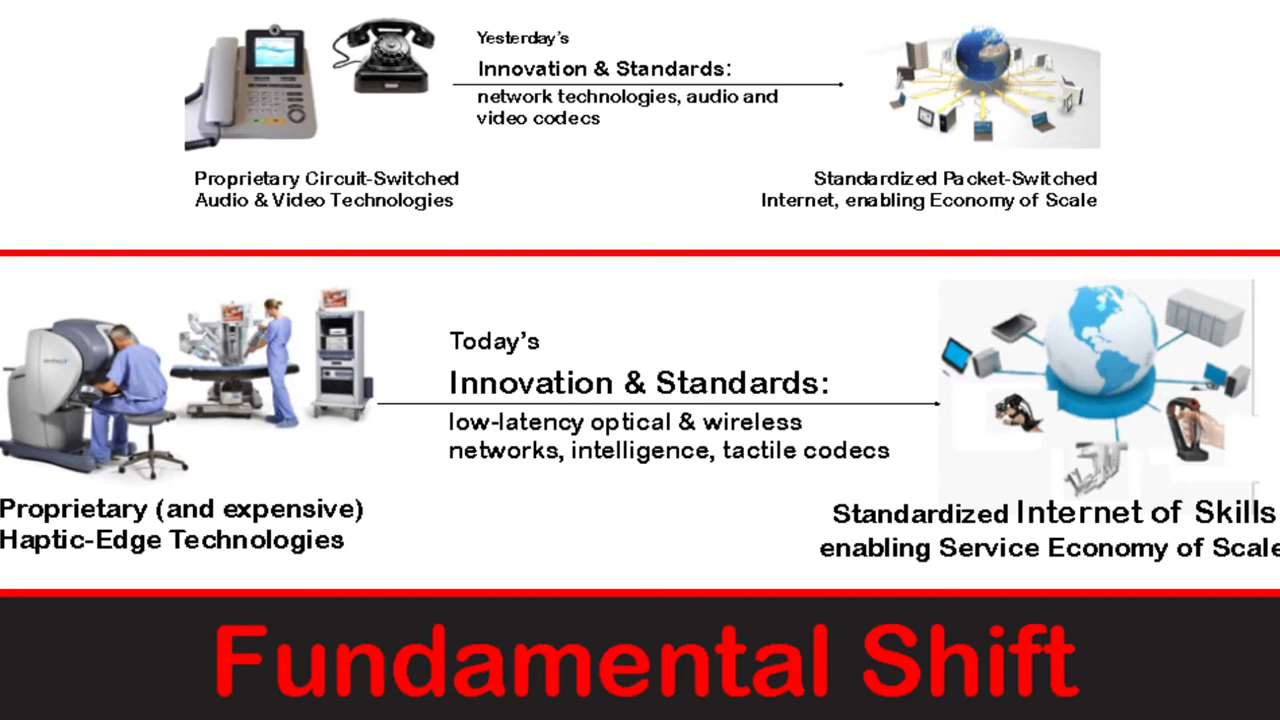 Yesterday's
Innovation & Standards:
network technologies, audio and
video codecs
Proprietary Circuit-Switched
Audio & Video Technologies
Standardized Packet-Switched
Internet, enabling Economy of Scale
Today's
Innovation & Standards:
low-latency optical & wireless
networks, intelligence, tactile codecs
Proprietary (and expensive)
Haptic-Edge Technologies
Standardized Internet of Skills
enabling Service Economy of Scale
Fundamental Shift